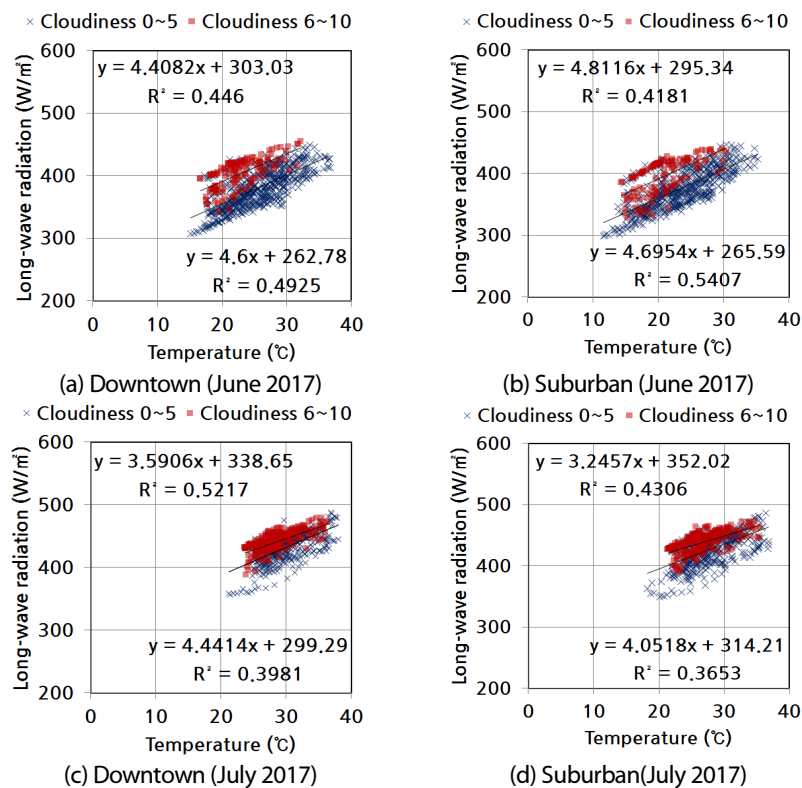 × Cloudiness 0~5 ■ Cloudiness 6~10
Long-wave radiation (W/㎡)
600
500
400
300
200
y = 4.4082x + 303.03
R² = 0.446
y = 4.6x + 262.78
R² = 0.4925
0 10 20 30 40
Temperature (℃)
(a) Downtown (June 2017)
× Cloudiness 0~5 ■ Cloudiness 6~10
Long-wave radiation (W/㎡)
600
500
400
300
200
y = 4.8116x + 295.34
R² = 0.4181
y = 4.6954x + 265.59
R² = 0.5407
0 10 20 30 40
Temperature (℃)
(b) Suburban (June 2017)
× Cloudiness 0~5 ■ Cloudiness 6~10
Long-wave radiation (W/㎡)
600
500
400
300
200
y = 3.5906x + 338.65
R² = 0.5217
y = 4.4414x + 299.29
R² = 0.3981
0 10 20 30 40
Temperature (℃)
(c) Downtown (July 2017)
× Cloudiness 0~5 ■ Cloudiness 6~10
Long-wave radiation (W/㎡)
600
500
400
300
200
y = 3.2457x + 352.02
R² = 0.4306
y = 4.0518x + 314.21
R² = 0.3653
0 10 20 30 40
Temperature (℃)
(d) Suburban(July 2017)